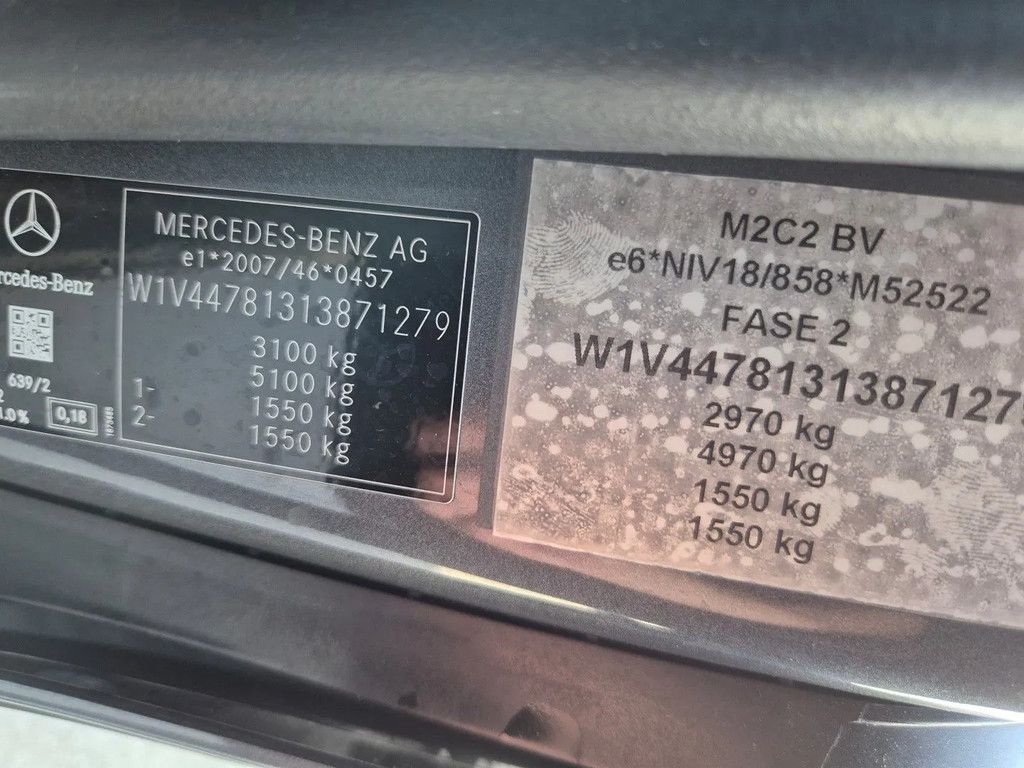 MERCEDES-BENZ AG
e1*2007/46*0457
W1V44781313871279
3100 kg
1- 5100 kg
2- 1550 kg
1550 kg
639/2
0,18
M2C2 BV
e6*NIV18/858*M52522
FASE 2
W1V4478131387127
2970 kg
4970 kg
1550 kg
1550 kg